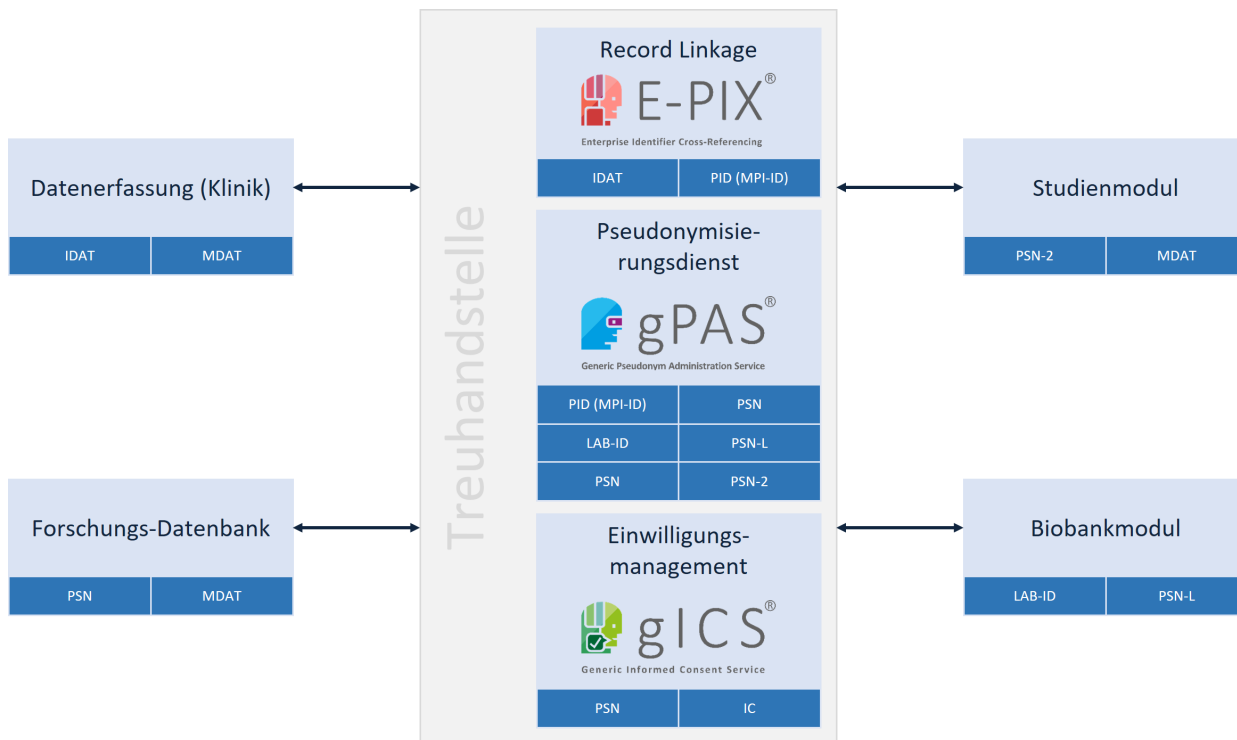 Datenerfassung (Klinik)
IDAT
MDAT
Forschungs-Datenbank
PSN
MDAT
Treuhandstelle
Record Linkage
E-PIX®
Enterprise Identifier Cross-Referencing
IDAT
PID (MPI-ID)
Pseudonymisie-
rungsdienst
gPAS®
Generic Pseudonym Administration Service
PID (MPI-ID)
PSN
LAB-ID
PSN-L
PSN
PSN-2
Einwilligungs-
management
gICS®
Generic Informed Consent Service
PSN
IC
Studienmodul
PSN-2
MDAT
Biobankmodul
LAB-ID
PSN-L